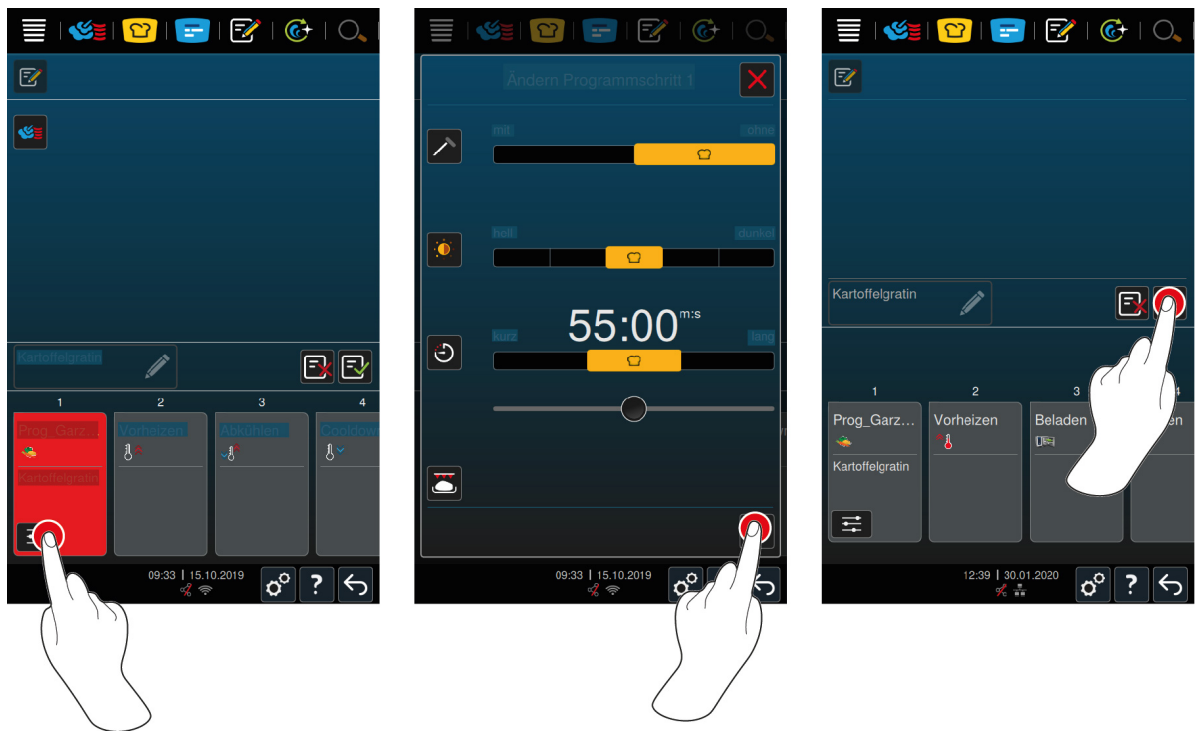 Kartoffelgratin
1 2 3 4
Prog_Garz... Vorheizen Abkühlen Cooldow
Kartoffelgratin
09:33 | 15.10.2019
?
Ändern Programmschritt 1
mit ohne
hell dunkel
55:00 m:s
kurz lang
09:33 | 15.10.2019
Kartoffelgratin
1 2 3 4
Prog_Garz... Vorheizen Beladen en
Kartoffelgratin
12:39 | 30.01.2020
?